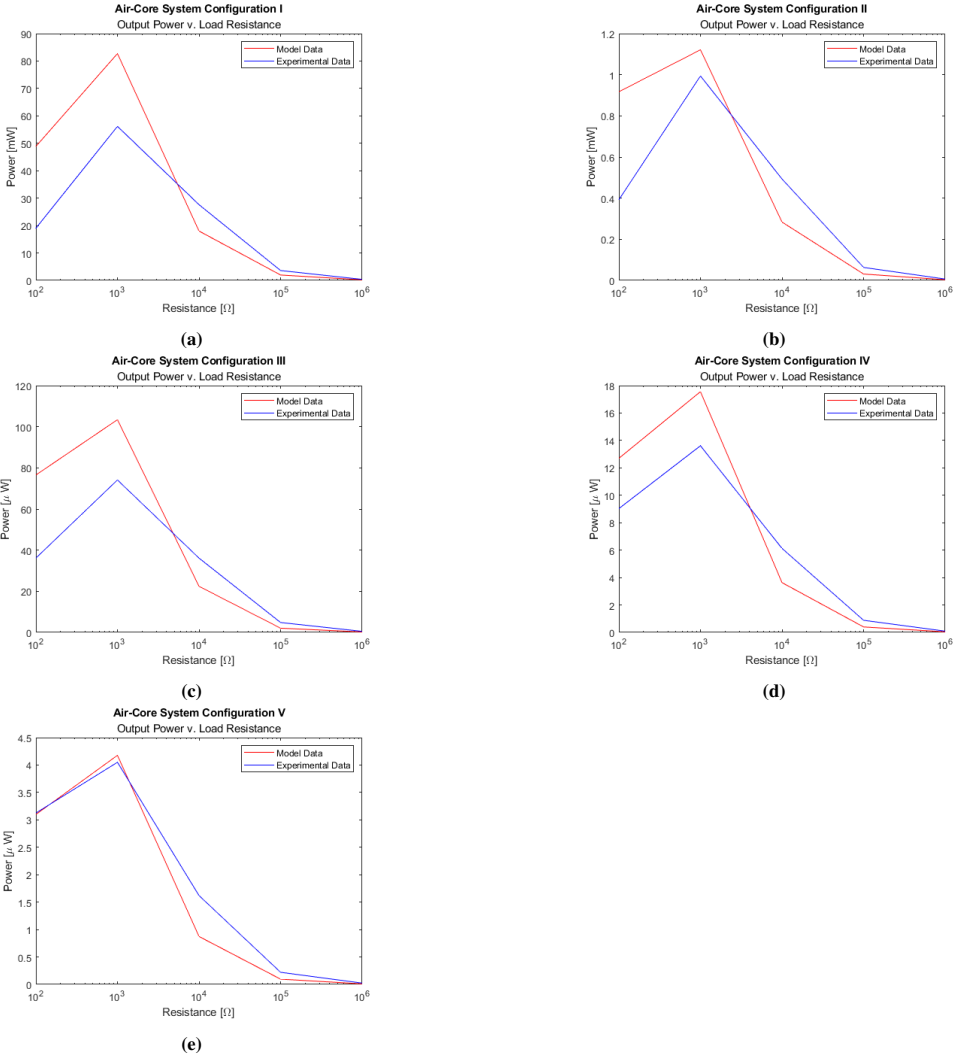 Air-Core System Configuration I
Output Power v. Load Resistance
Model Data
Experimental Data
90
80
70
60
50
40
30
20
10
0
Power [mW]
10^2 10^3 10^4 10^5 10^6
Resistance [Ω]
(a)
Air-Core System Configuration II
Output Power v. Load Resistance
Model Data
Experimental Data
1.2
1
0.8
0.6
0.4
0.2
0
Power [mW]
10^2 10^3 10^4 10^5 10^6
Resistance [Ω]
(b)
Air-Core System Configuration III
Output Power v. Load Resistance
Model Data
Experimental Data
120
100
80
60
40
20
0
Power [μ W]
10^2 10^3 10^4 10^5 10^6
Resistance [Ω]
(c)
Air-Core System Configuration IV
Output Power v. Load Resistance
Model Data
Experimental Data
18
16
14
12
10
8
6
4
2
0
Power [μ W]
10^2 10^3 10^4 10^5 10^6
Resistance [Ω]
(d)
Air-Core System Configuration V
Output Power v. Load Resistance
Model Data
Experimental Data
4.5
4
3.5
3
2.5
2
1.5
1
0.5
0
Power [μ W]
10^2 10^3 10^4 10^5 10^6
Resistance [Ω]
(e)